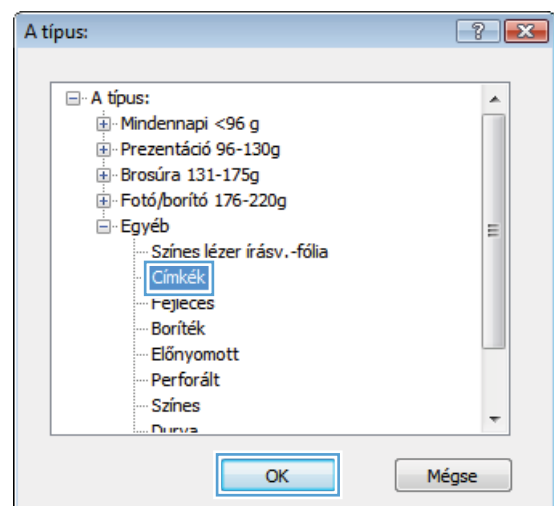 A típus:
A típus:
Mindennapi <96 g
Prezentáció 96-130g
Brosúra 131-175g
Fotó/borító 176-220g
Egyéb
Színes lézer írásv.-fólia
Címkék
Fejléces
Boríték
Előnyomott
Perforált
Színes
Durva
OK Mégse